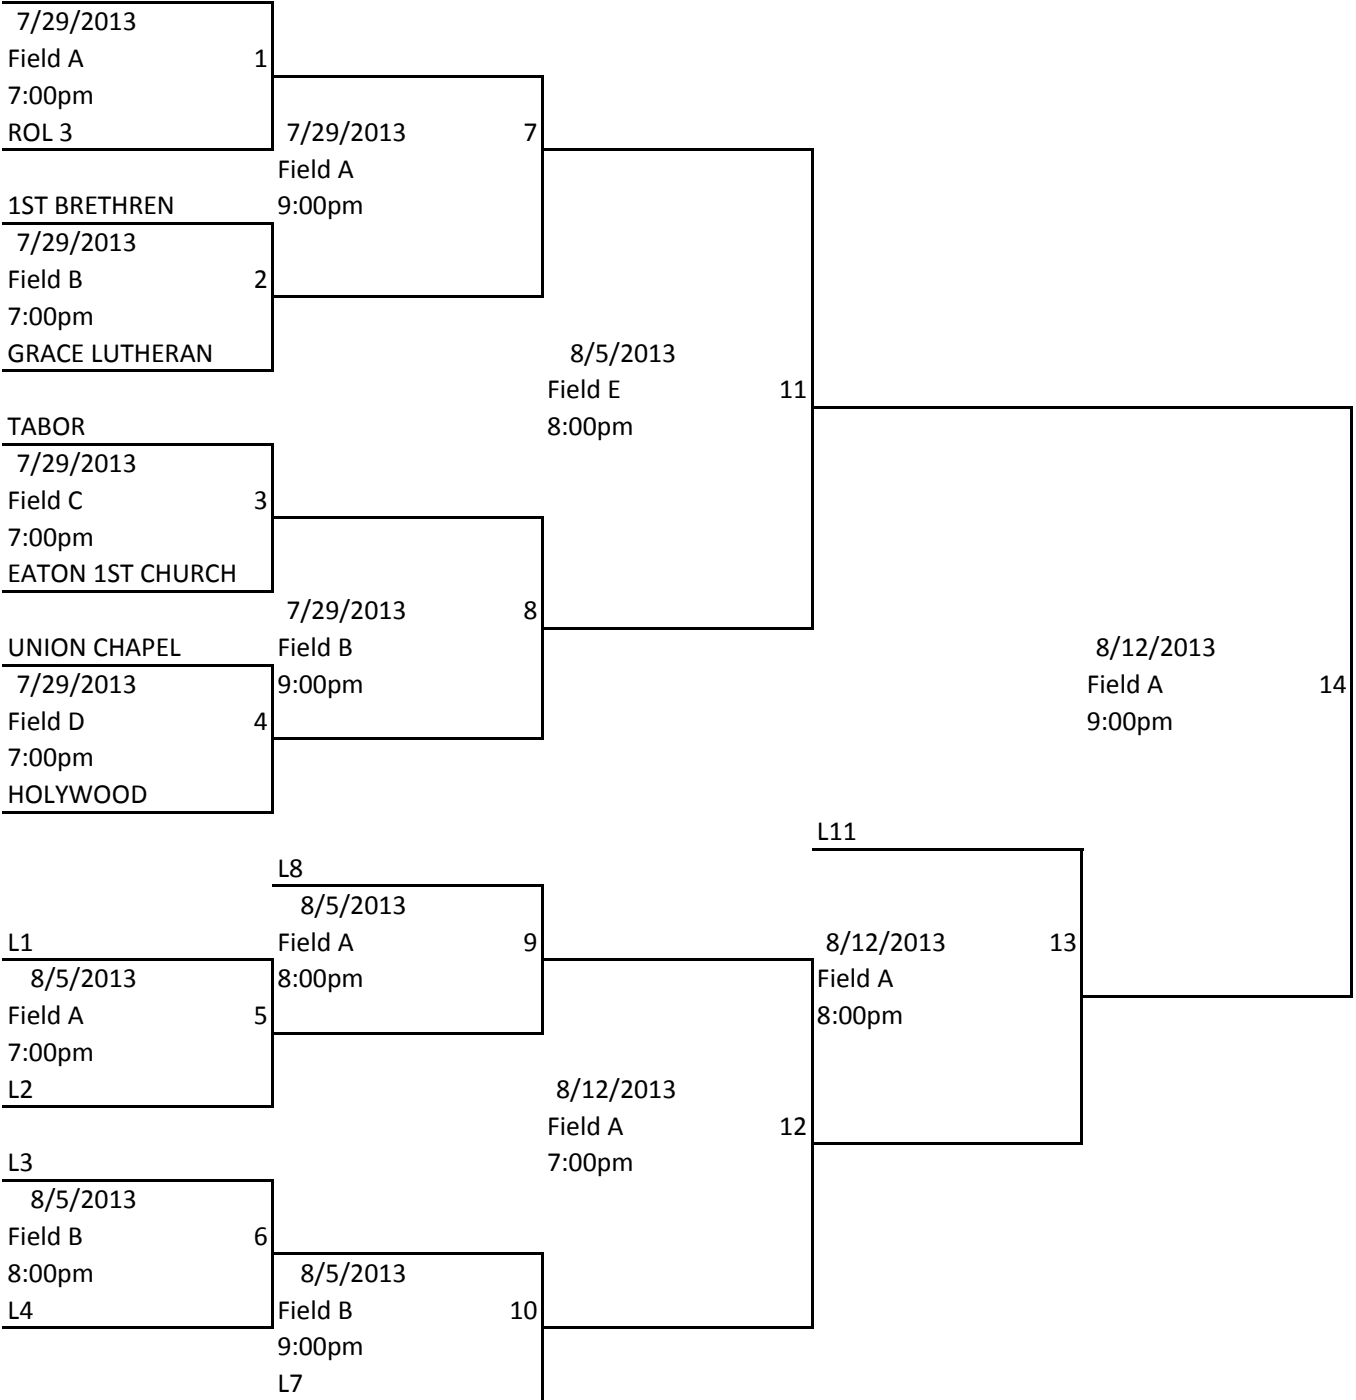 7/29/2013
Field A 1
7:00pm
ROL 3
7/29/2013 7
Field A
1ST BRETHREN
9:00pm
7/29/2013
Field B 2
7:00pm
GRACE LUTHERAN
8/5/2013
Field E 11
8:00pm
TABOR
7/29/2013
Field C 3
7:00pm
EATON 1ST CHURCH
7/29/2013 8
Field B
9:00pm
UNION CHAPEL
7/29/2013
Field D 4
7:00pm
HOLYWOOD
8/12/2013
Field A 14
9:00pm
L11
L8
8/5/2013
Field A 9
8:00pm
8/12/2013 13
Field A
8:00pm
L1
8/5/2013
Field A 5
7:00pm
L2
8/12/2013
Field A 12
7:00pm
L3
8/5/2013
Field B 6
8:00pm
L4
8/5/2013
Field B 10
9:00pm
L7